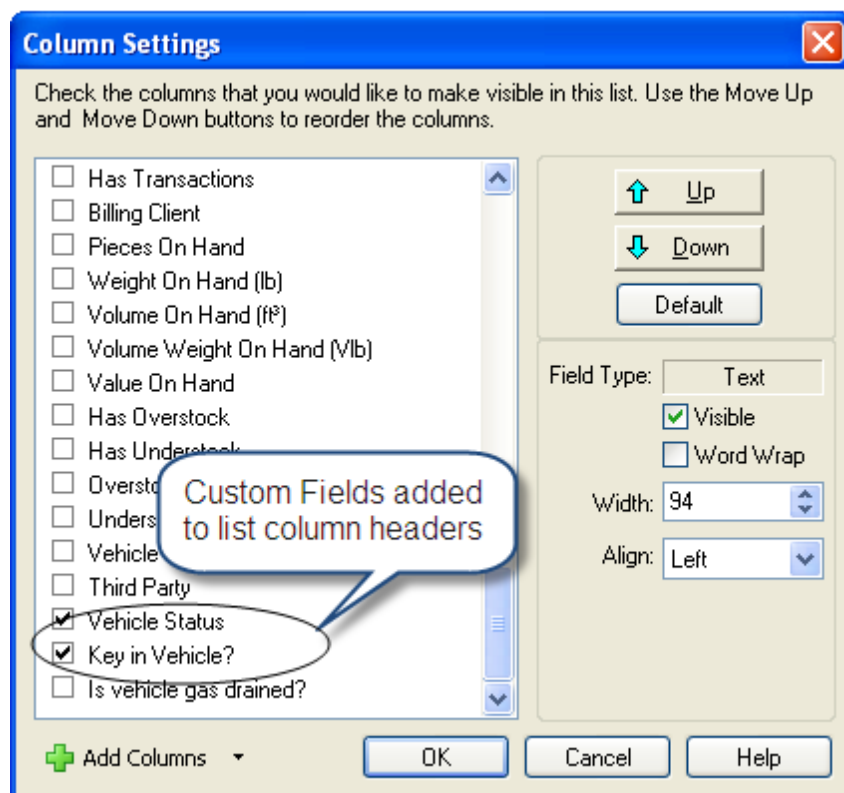 Column Settings
Check the columns that you would like to make visible in this list. Use the Move Up
and Move Down buttons to reorder the columns.
Has Transactions
Billing Client
Pieces On Hand
Weight On Hand (lb)
Volume On Hand (ft³)
Volume Weight On Hand (Vlb)
Value On Hand
Has Overstock
Has Understock
Vehicle
Third Party
Vehicle Status
Key in Vehicle?
Is vehicle gas drained?
Custom Fields added
to list column headers
Up
Down
Default
Field Type: Text
Visible
Word Wrap
Width: 94
Align: Left
Add Columns
OK
Cancel
Help